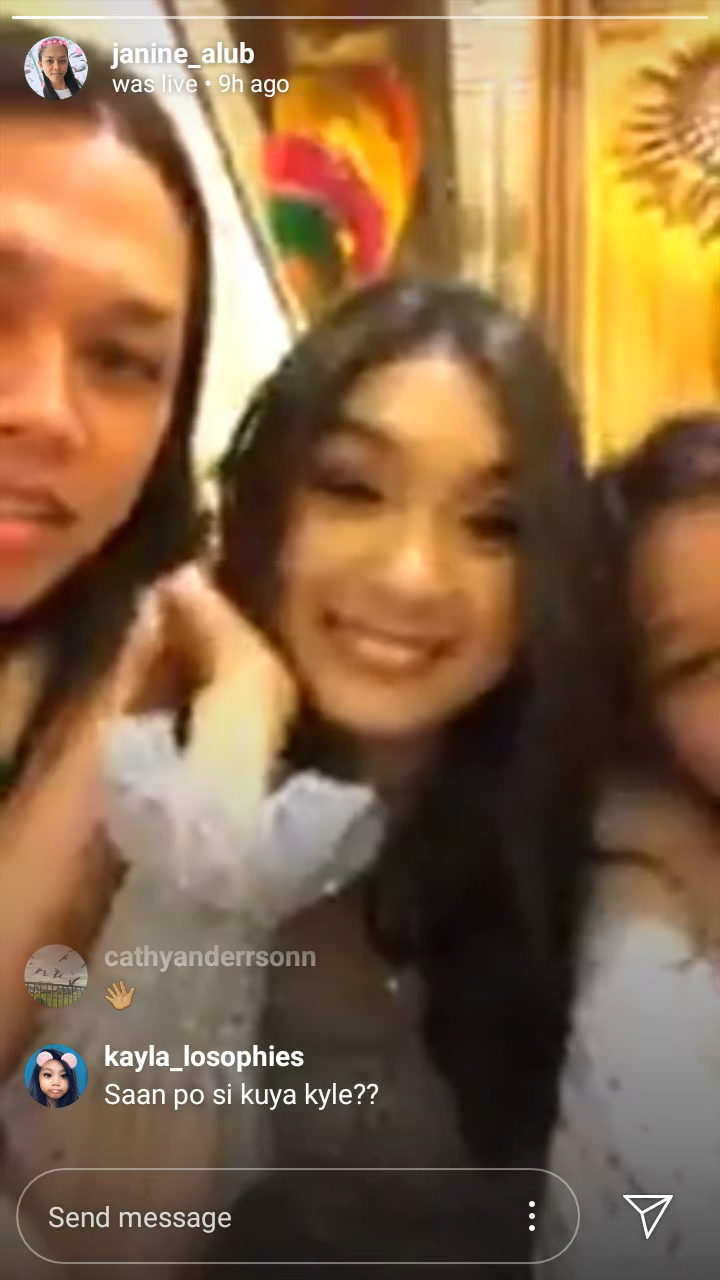 janine_alub
was live • 9h ago
cathyanderrsonn
👋🏼
kayla_losophies
Saan po si kuya kyle??
Send message